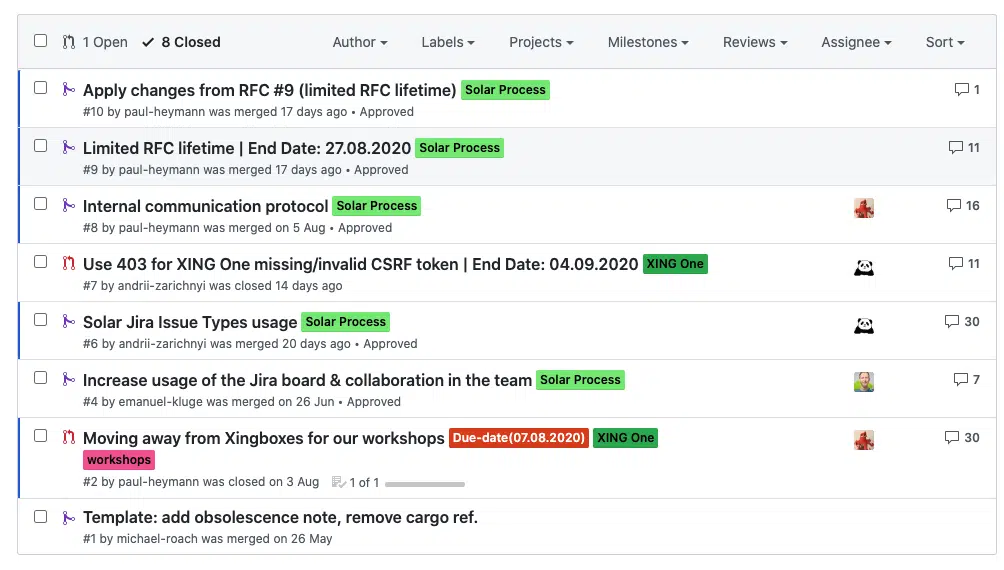 1 Open 8 Closed Author Labels Projects Milestones Reviews Assignee Sort
Apply changes from RFC #9 (limited RFC lifetime) Solar Process 1
#10 by paul-heymann was merged 17 days ago • Approved
Limited RFC lifetime | End Date: 27.08.2020 Solar Process 11
#9 by paul-heymann was merged 17 days ago • Approved
Internal communication protocol Solar Process 16
#8 by paul-heymann was merged on 5 Aug • Approved
Use 403 for XING One missing/invalid CSRF token | End Date: 04.09.2020 XING One 11
#7 by andrii-zarichnyi was closed 14 days ago
Solar Jira Issue Types usage Solar Process 30
#6 by andrii-zarichnyi was merged 20 days ago • Approved
Increase usage of the Jira board & collaboration in the team Solar Process 7
#4 by emanuel-kluge was merged on 26 Jun • Approved
Moving away from Xingboxes for our workshops Due-date(07.08.2020) XING One 30
workshops
#2 by paul-heymann was closed on 3 Aug 1 of 1
Template: add obsolescence note, remove cargo ref.
#1 by michael-roach was merged on 26 May